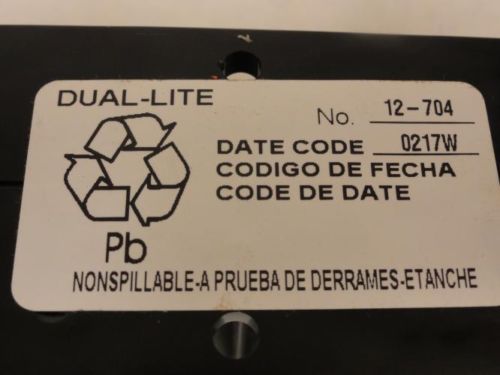 DUAL-LITE
No. 12-704
DATE CODE 0217W
CODIGO DE FECHA
CODE DE DATE
Pb
NONSPILLABLE-A PRUEBA DE DERRAMES-ETANCHE